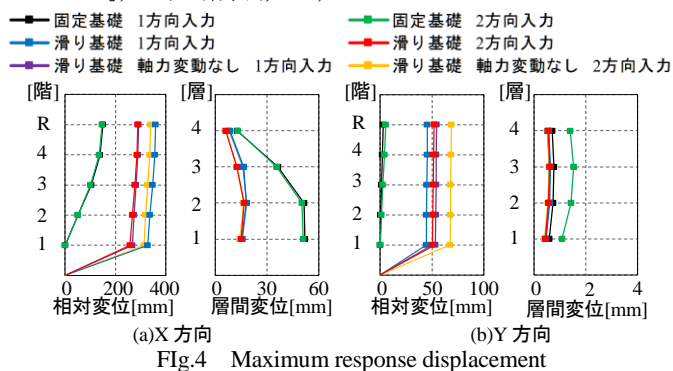 固定基礎 1方向入力 固定基礎 2方向入力
滑り基礎 1方向入力 滑り基礎 2方向入力
滑り基礎 軸力変動なし 1方向入力 滑り基礎 軸力変動なし 2方向入力
[階] [層] [階] [層]
R 4 R 4
4 3 4 3
3 2 3 2
2 1 2 1
1 1
0 200 400 0 30 60 0 50 100 0 2 4
相対変位[mm] 層間変位[mm] 相対変位[mm] 層間変位[mm]
(a)X 方向 (b)Y 方向
FIg.4 Maximum response displacement